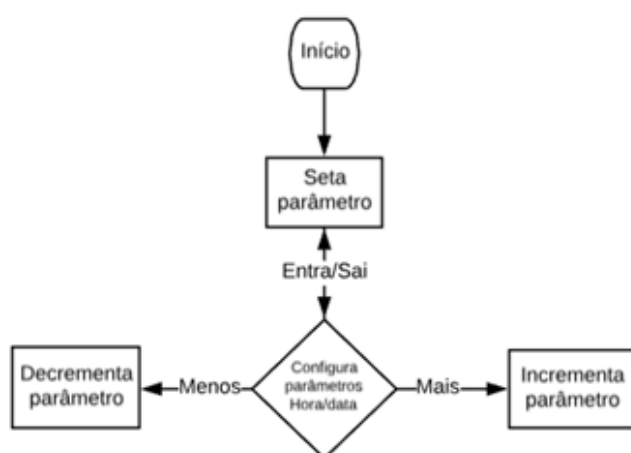 Início
Seta
parâmetro
Entra/Sai
Decrementa
parâmetro
Menos
Configura
parâmetros
Hora/data
Mais
Incrementa
parâmetro